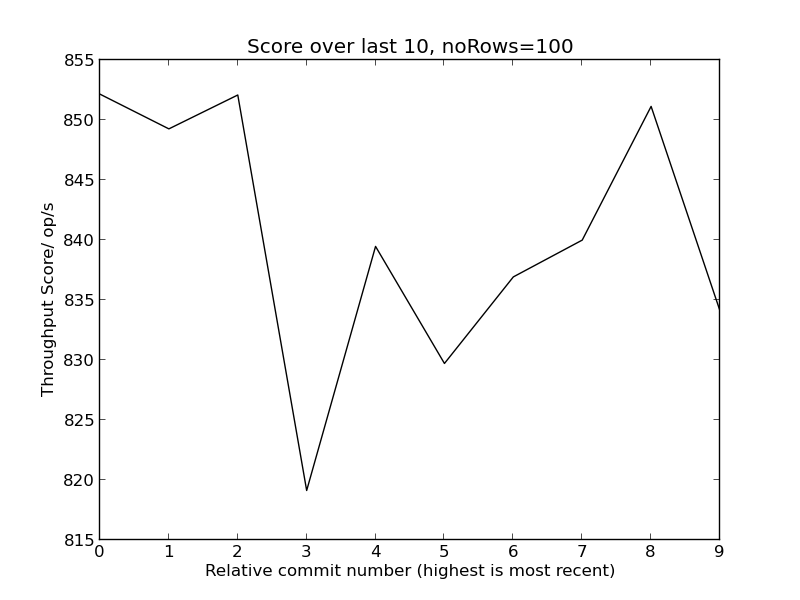 Score over last 10, noRows=100
855
850
845
840
835
830
825
820
815
Throughput Score/ op/s
0 1 2 3 4 5 6 7 8 9
Relative commit number (highest is most recent)